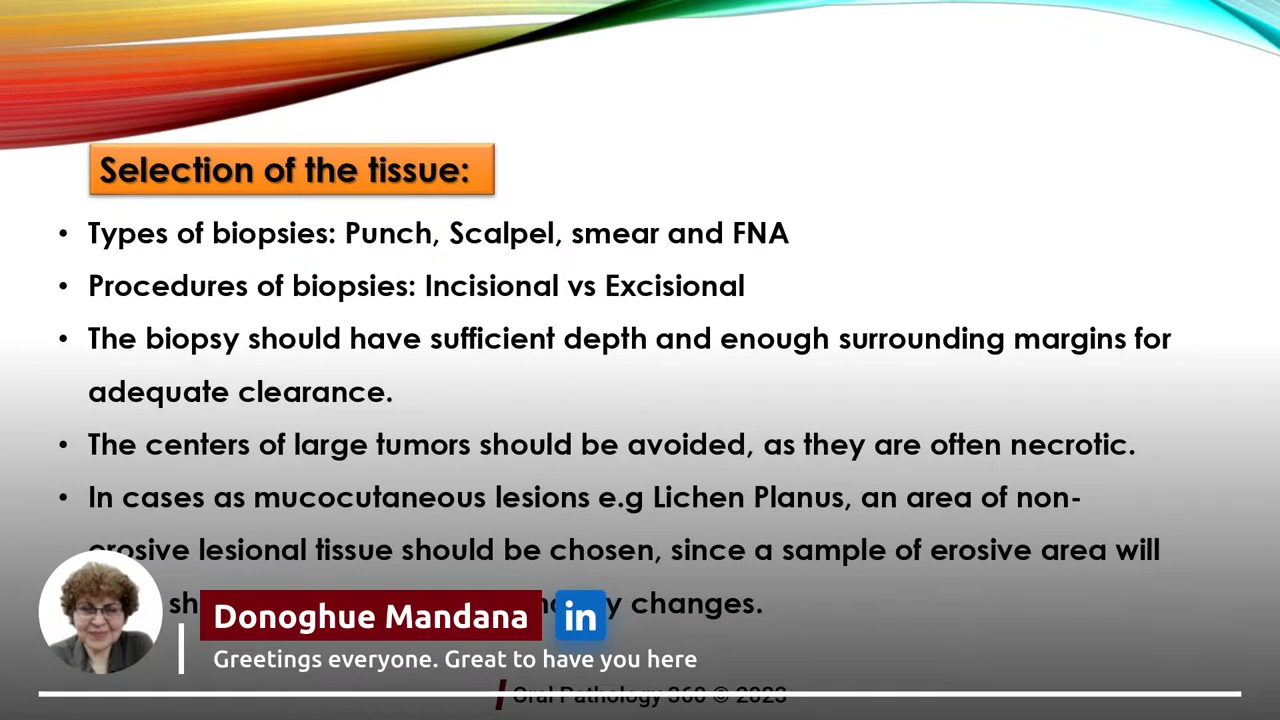 Selection of the tissue:
• Types of biopsies: Punch, Scalpel, smear and FNA
• Procedures of biopsies: Incisional vs Excisional
• The biopsy should have sufficient depth and enough surrounding margins for
adequate clearance.
• The centers of large tumors should be avoided, as they are often necrotic.
• In cases as mucocutaneous lesions e.g Lichen Planus, an area of non-
erosive lesional tissue should be chosen, since a sample of erosive area will
changes.
Donoghue Mandana
in
Greetings everyone. Great to have you here
Oral Pathology 360 © 2023